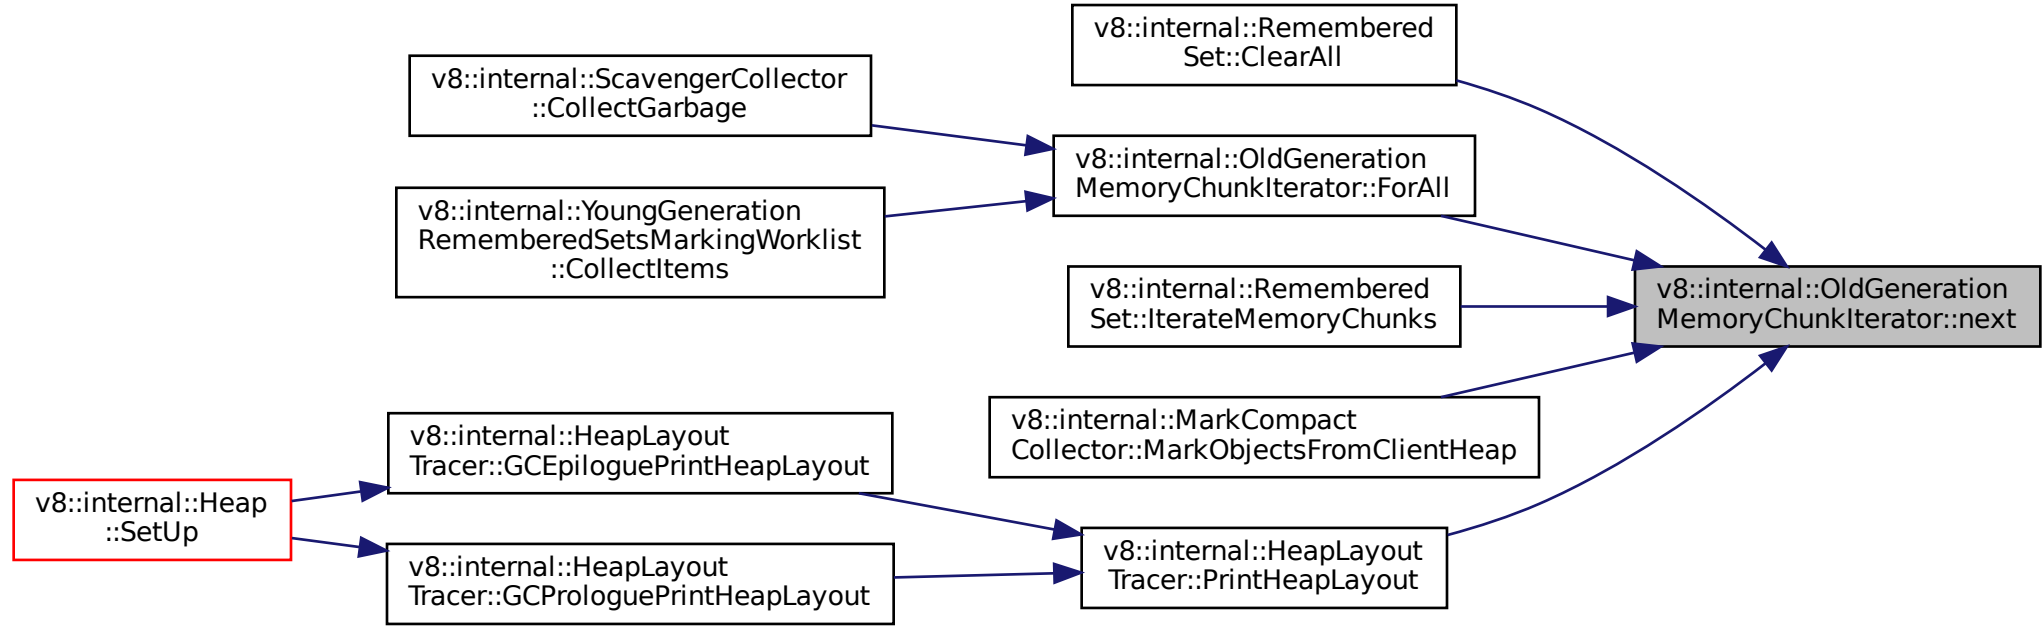 v8::internal::Remembered
Set::ClearAll
v8::internal::ScavengerCollector
::CollectGarbage
v8::internal::OldGeneration
MemoryChunkIterator::ForAll
v8::internal::YoungGeneration
RememberedSetsMarkingWorklist
::CollectItems
v8::internal::Remembered
Set::IterateMemoryChunks
v8::internal::OldGeneration
MemoryChunkIterator::next
v8::internal::MarkCompact
Collector::MarkObjectsFromClientHeap
v8::internal::HeapLayout
Tracer::GCEpiloguePrintHeapLayout
v8::internal::Heap
::SetUp
v8::internal::HeapLayout
Tracer::PrintHeapLayout
v8::internal::HeapLayout
Tracer::GCProloguePrintHeapLayout